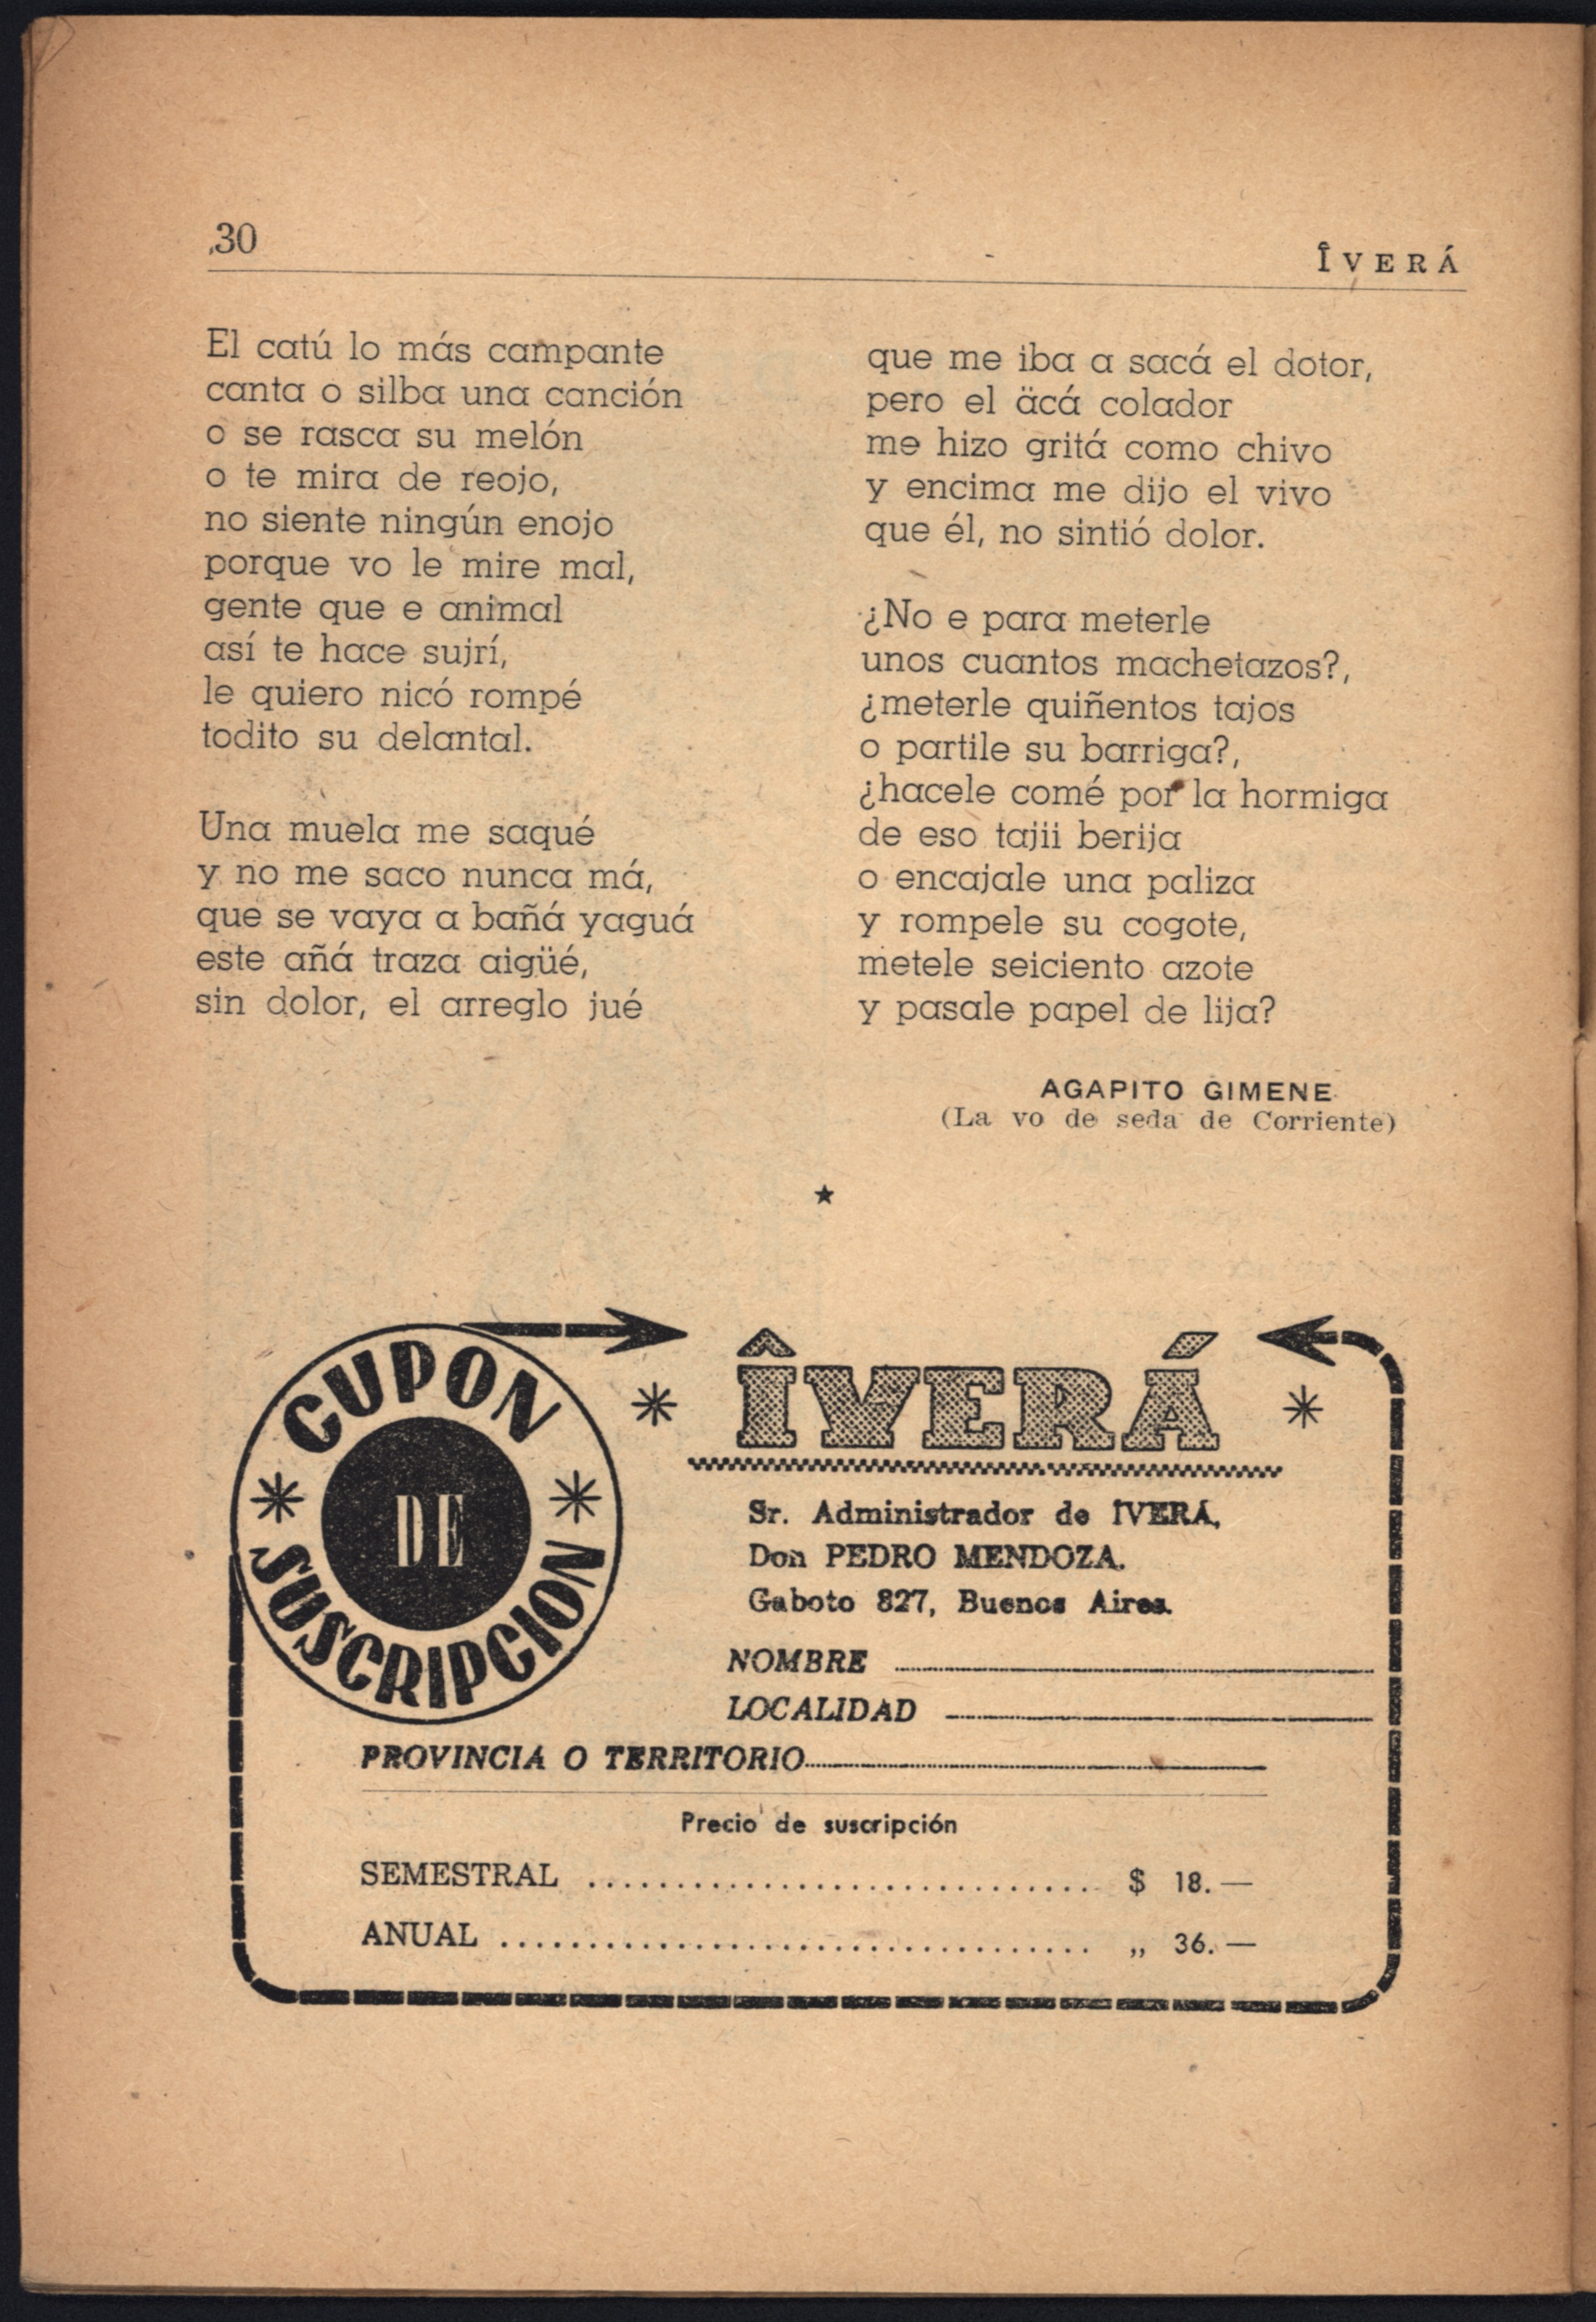 30
ÎVERÁ
El catú lo más campante
canta o silba una canción
o se rasca su melón
o te mira de reojo,
no siente ningún enojo
porque vo le mire mal,
gente que e animal
así te hace sujrí,
le quiero nicó rompé
todito su delantal.
Una muela me saqué
y no me saco nunca má,
que se vaya a bañá yaguá
este añá traza aigüé,
sin dolor, el arreglo jué
que me iba a sacá el dotor,
pero el äcá colador
me hizo gritá como chivo
y encima me dijo el vivo
que él, no sintió dolor.
¿No e para meterle
unos cuantos machetazos?,
¿meterle quiñentos tajos
o partile su barriga?,
¿hacele comé por la hormiga
de eso tajii berija
o encajale una paliza
y rompele su cogote,
metele seiciento azote
y pasale papel de lija?
AGAPITO GIMENE
(La vo de seda de Corriente)
CUPON
DE
SUSCRIPCION
ÎVERÁ
Sr. Administrador de ÎVERÁ,
Don PEDRO MENDOZA.
Gaboto 827, Buenos Aires.
NOMBRE
LOCALIDAD
PROVINCIA O TERRITORIO
Precio de suscripción
SEMESTRAL .............................. $ 18.—
ANUAL .................................. „ 36.—